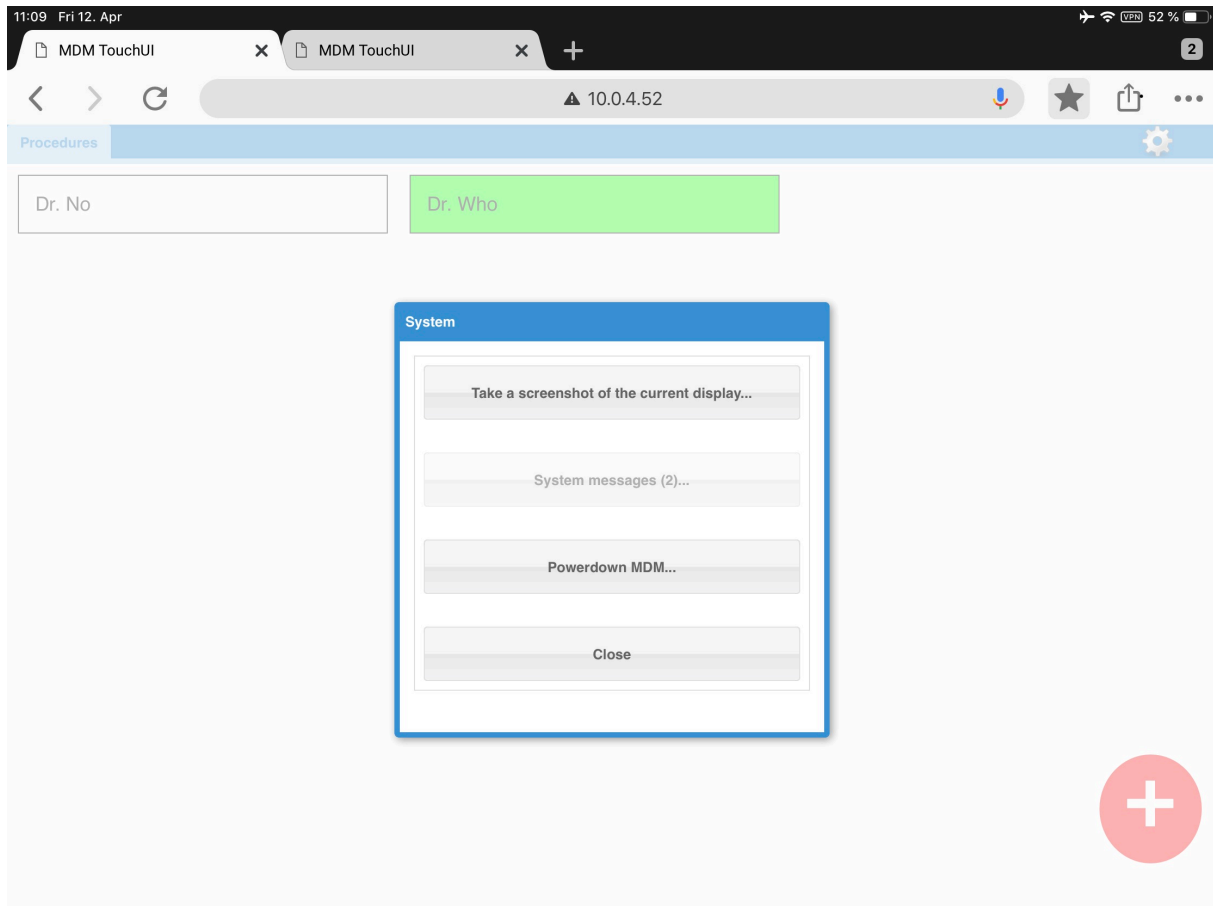 11:09 Fri 12. Apr VPN 52 %
MDM TouchUI MDM TouchUI 2
10.0.4.52
Procedures
Dr. No Dr. Who
System
Take a screenshot of the current display...
System messages (2)...
Powerdown MDM...
Close